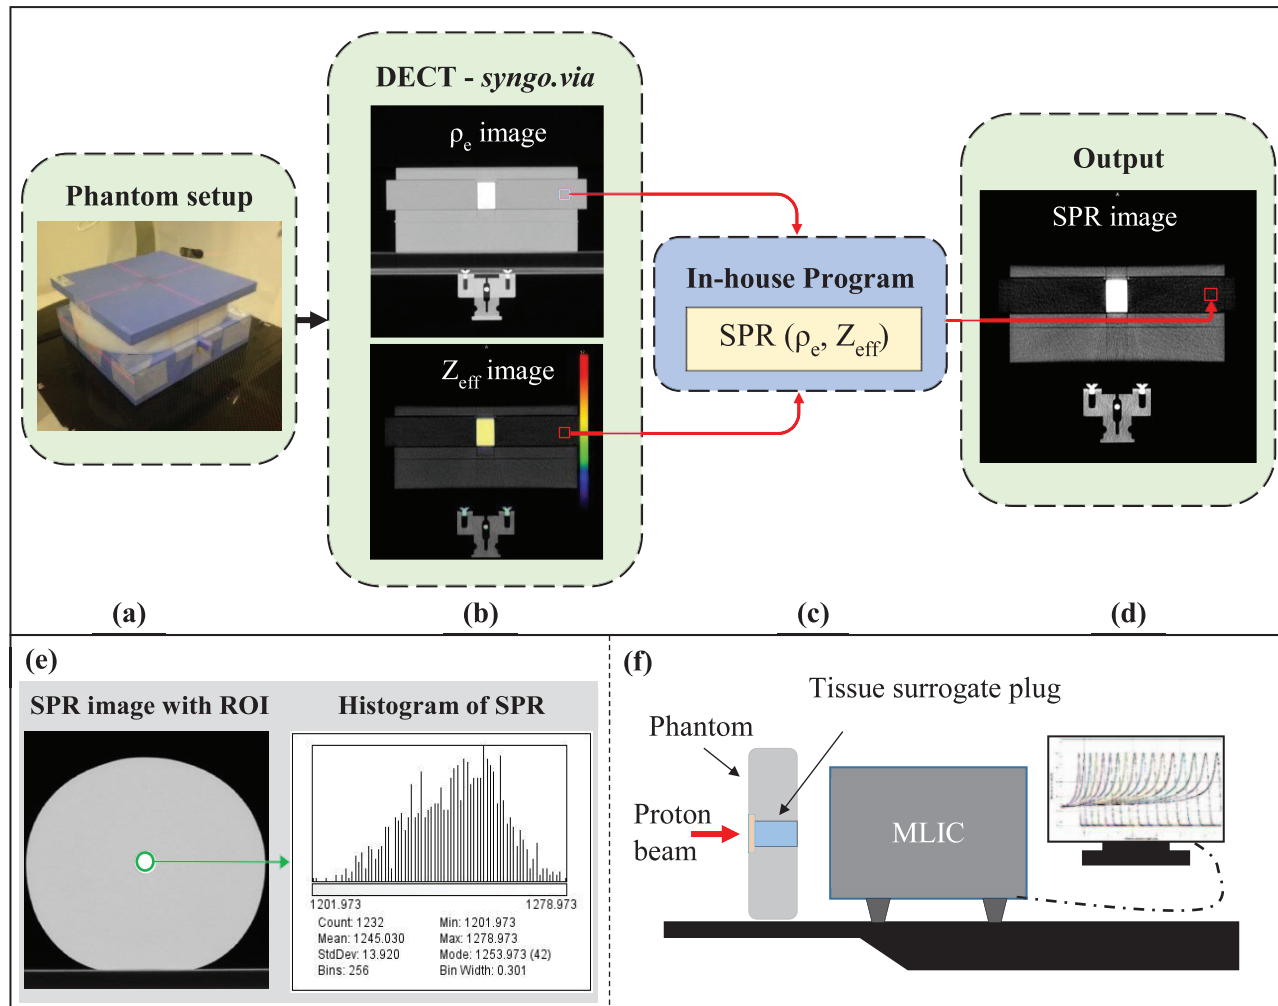 Phantom setup
DECT - syngo.via
ρe image
Zeff image
In-house Program
SPR (ρe, Zeff)
Output
SPR image
(a)
(b)
(c)
(d)
(e)
SPR image with ROI
Histogram of SPR
1201.973
1278.973
Count: 1232
Min: 1201.973
Mean: 1245.030
Max: 1278.973
StdDev: 13.920
Mode: 1253.973 (42)
Bins: 256
Bin Width: 0.301
(f)
Tissue surrogate plug
Phantom
Proton
beam
MLIC